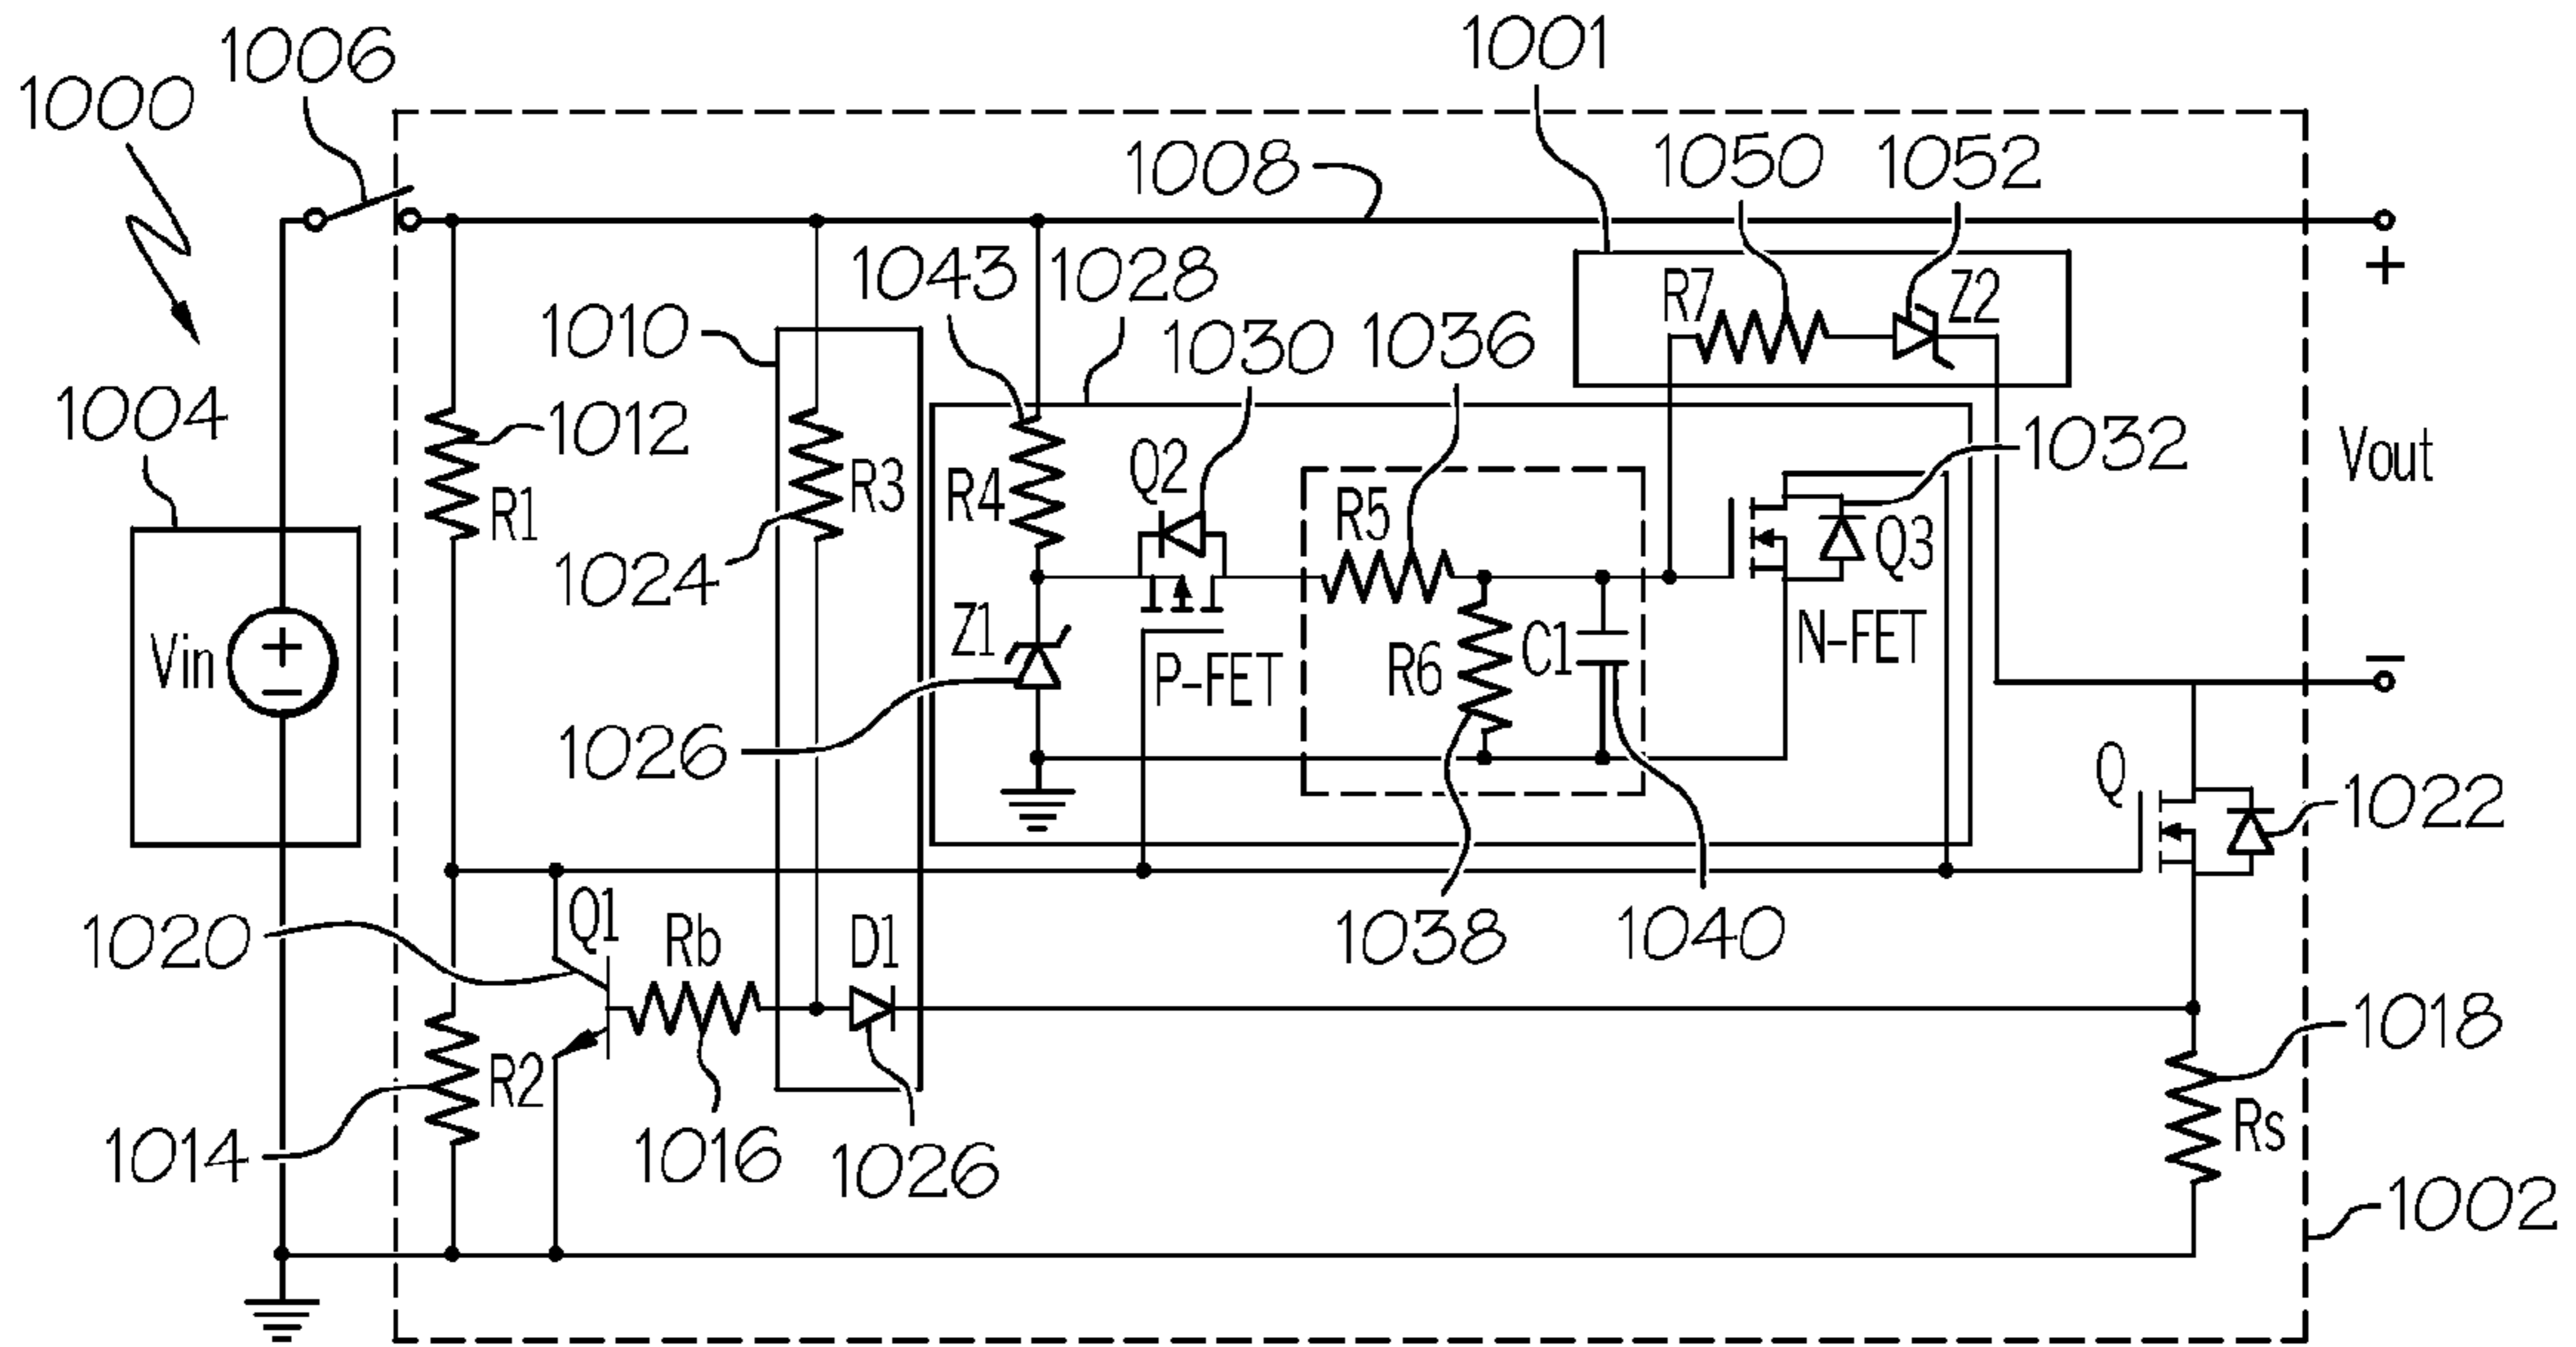 1000
1006
1001
1050
1052
1008
1043
1028
R7
Z2
+
1010
1030
1036
1004
1012
R1
R3
R4
Q2
R5
1032
Q3
Vout
1024
Z1
P-FET
R6
C1
N-FET
Vin
+
−
−
1026
Q
1022
1020
Q1
Rb
D1
1038
1040
R2
1018
1014
1016
1026
Rs
1002